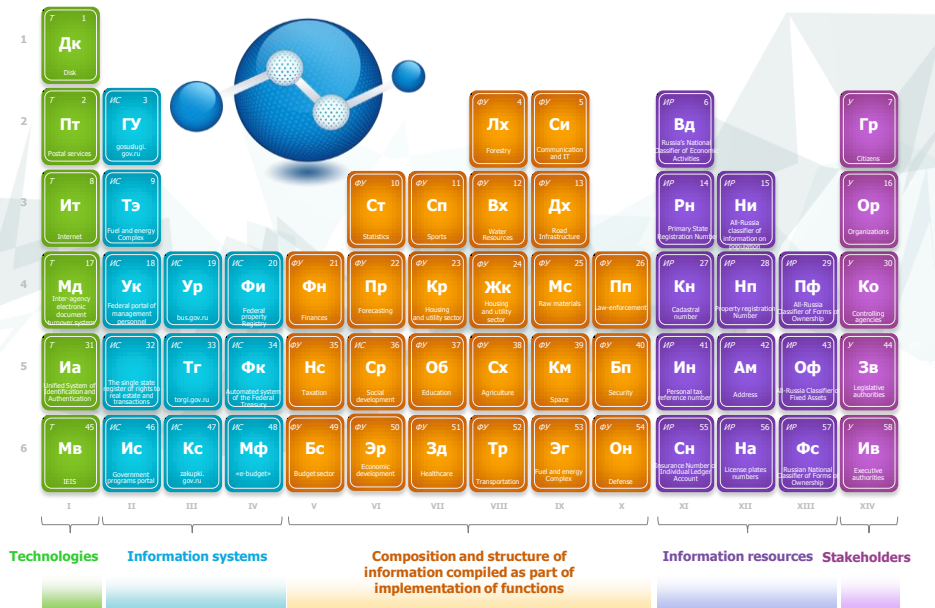 1
Т 1
Дк
Disk
2
Т 2
Пт
Postal services
ИС 3
ГУ
gosuslugi.
gov.ru
ФУ 4
Лх
Forestry
ФУ 5
Си
Communication
and IT
ИР 6
Вд
Russia's National
Classifier of Economic
Activities
У 7
Гр
Citizens
3
Т 8
Ит
Internet
ИС 9
Тэ
Fuel and energy
Complex
ФУ 10
Ст
Statistics
ФУ 11
Сп
Sports
ФУ 12
Вх
Water
Resources
ФУ 13
Дх
Road
Infrastructure
ИР 14
Рн
Primary State
Registration Number
ИР 15
Ни
All-Russia
classifier of
information on
population
У 16
Ор
Organizations
4
Т 17
Мд
Inter-agency
electronic
document
turnover system
ИС 18
Ук
Federal portal of
management
personnel
ИС 19
Ур
bus.gov.ru
ИС 20
Фи
Federal
property
Registry
ФУ 21
Фн
Finances
ФУ 22
Пр
Forecasting
ФУ 23
Кр
Housing
and utility sector
ФУ 24
Жк
Housing
and utility
sector
ФУ 25
Мс
Raw materials
ФУ 26
Пп
Law-enforcement
ИР 27
Кн
Cadastral
number
ИР 28
Нп
Property registration
Number
ИР 29
Пф
All-Russia
Classifier of Forms of
Ownership
У 30
Ко
Controlling
agencies
5
Т 31
Иа
Unified System of
Identification and
Authentication
ИС 32
The single state
register of rights to
real estate and
transactions
ИС 33
Тг
torgi.gov.ru
ИС 34
Фк
Automated system
of the Federal
Treasury
ФУ 35
Нс
Taxation
ИС 36
Ср
Social
development
ФУ 37
Об
Education
ФУ 38
Сх
Agriculture
ФУ 39
Км
Space
ФУ 40
Бп
Security
ИР 41
Ин
Personal tax
reference number
ИР 42
Ам
Address
ИР 43
Оф
All-Russia Classifier of
Fixed Assets
У 44
Зв
Legislative
authorities
6
Т 45
Мв
IEIS
ИС 46
Ис
Government
programs portal
ИС 47
Кс
zakupki.
gov.ru
ИС 48
Мф
«e-budget»
ФУ 49
Бс
Budget sector
ФУ 50
Эр
Economic
development
ФУ 51
Зд
Healthcare
ФУ 52
Тр
Transportation
ФУ 53
Эг
Fuel and energy
Complex
ФУ 54
Он
Defense
ИР 55
Сн
Insurance Number of
Individual Ledger
Account
ИР 56
На
License plates
numbers
ИР 57
Фс
Russian National
Classifier of Forms of
Ownership
У 58
Ив
Executive
authorities
I II III IV V VI VII VIII IX X XI XII XIII XIV
Technologies
Information systems
Composition and structure of
information compiled as part of
implementation of functions
Information resources
Stakeholders